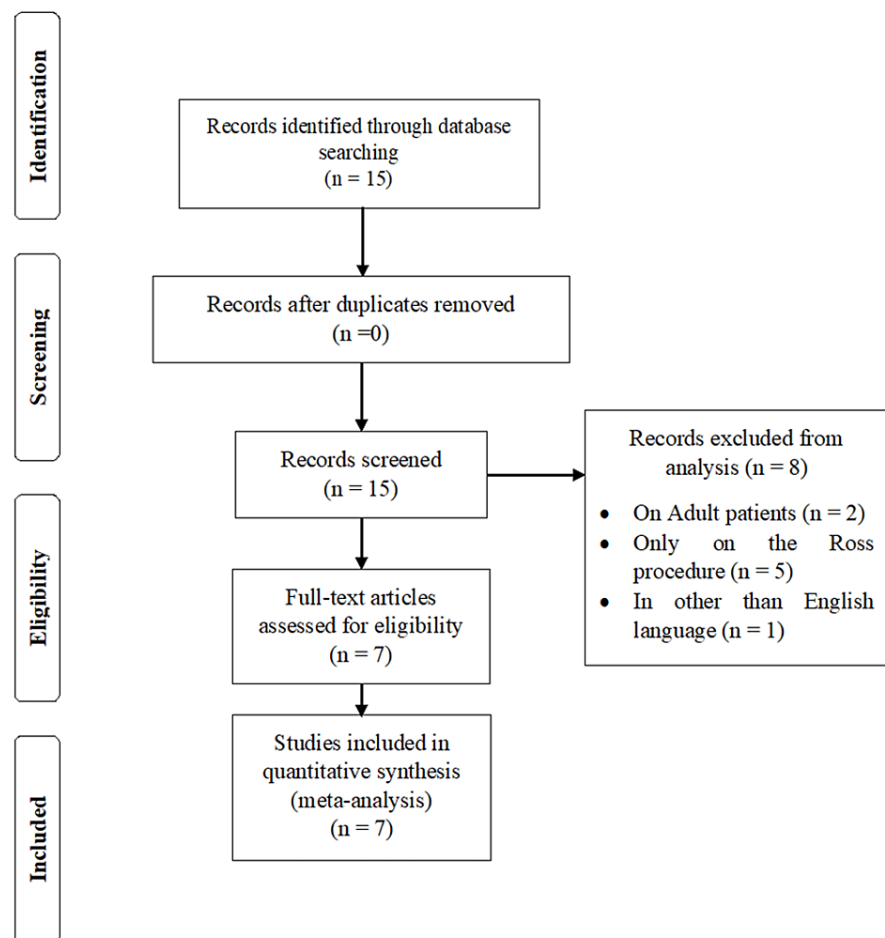 Identification
Records identified through database
searching
(n = 15)
Screening
Records after duplicates removed
(n =0)
Records screened
(n = 15)
Records excluded from
analysis (n = 8)
• On Adult patients (n = 2)
• Only on the Ross
procedure (n = 5)
• In other than English
language (n = 1)
Eligibility
Full-text articles
assessed for eligibility
(n = 7)
Included
Studies included in
quantitative synthesis
(meta-analysis)
(n = 7)